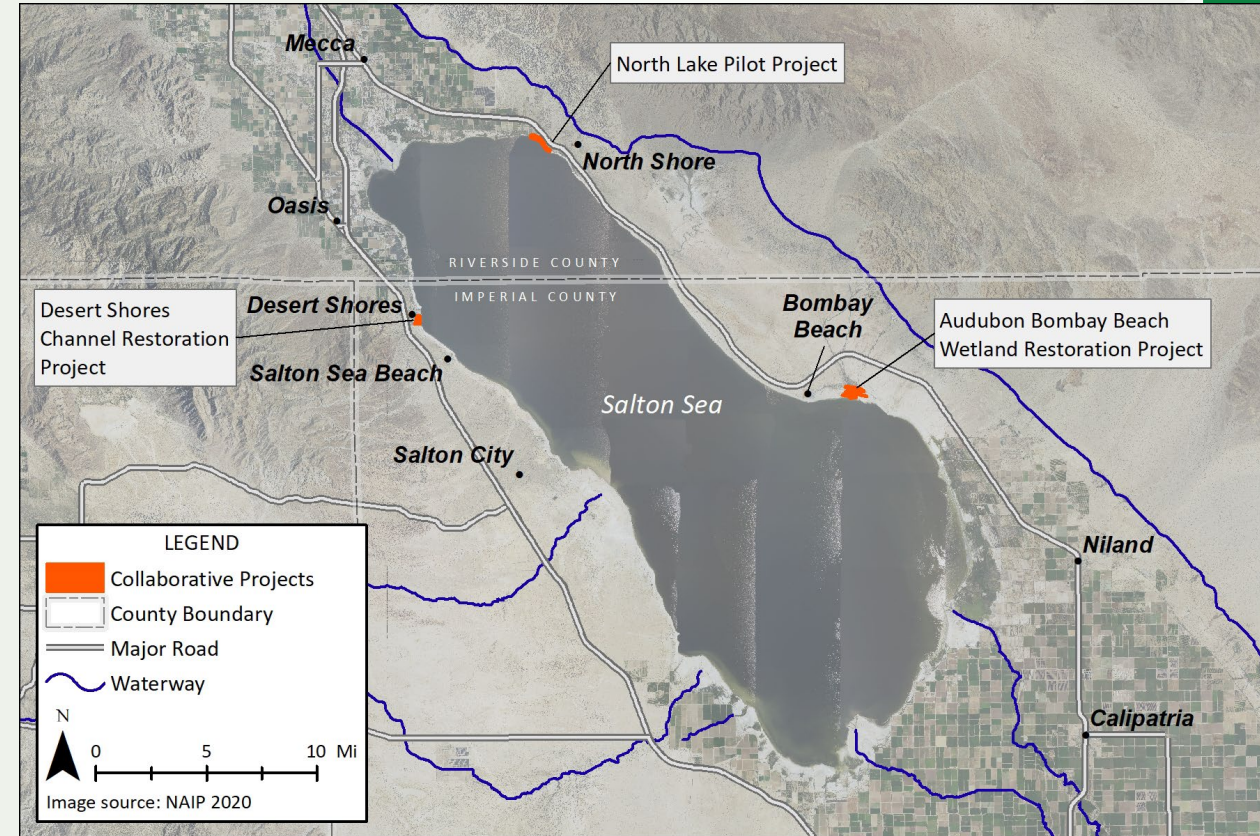 Mecca
North Lake Pilot Project
North Shore
Oasis
RIVERSIDE COUNTY
IMPERIAL COUNTY
Desert Shores
Channel Restoration
Project
Desert Shores
Bombay
Beach
Audubon Bombay Beach
Wetland Restoration Project
Salton Sea Beach
Salton Sea
Salton City
Niland
Calipatria
LEGEND
Collaborative Projects
County Boundary
Major Road
Waterway
N
0 5 10 Mi
Image source: NAIP 2020